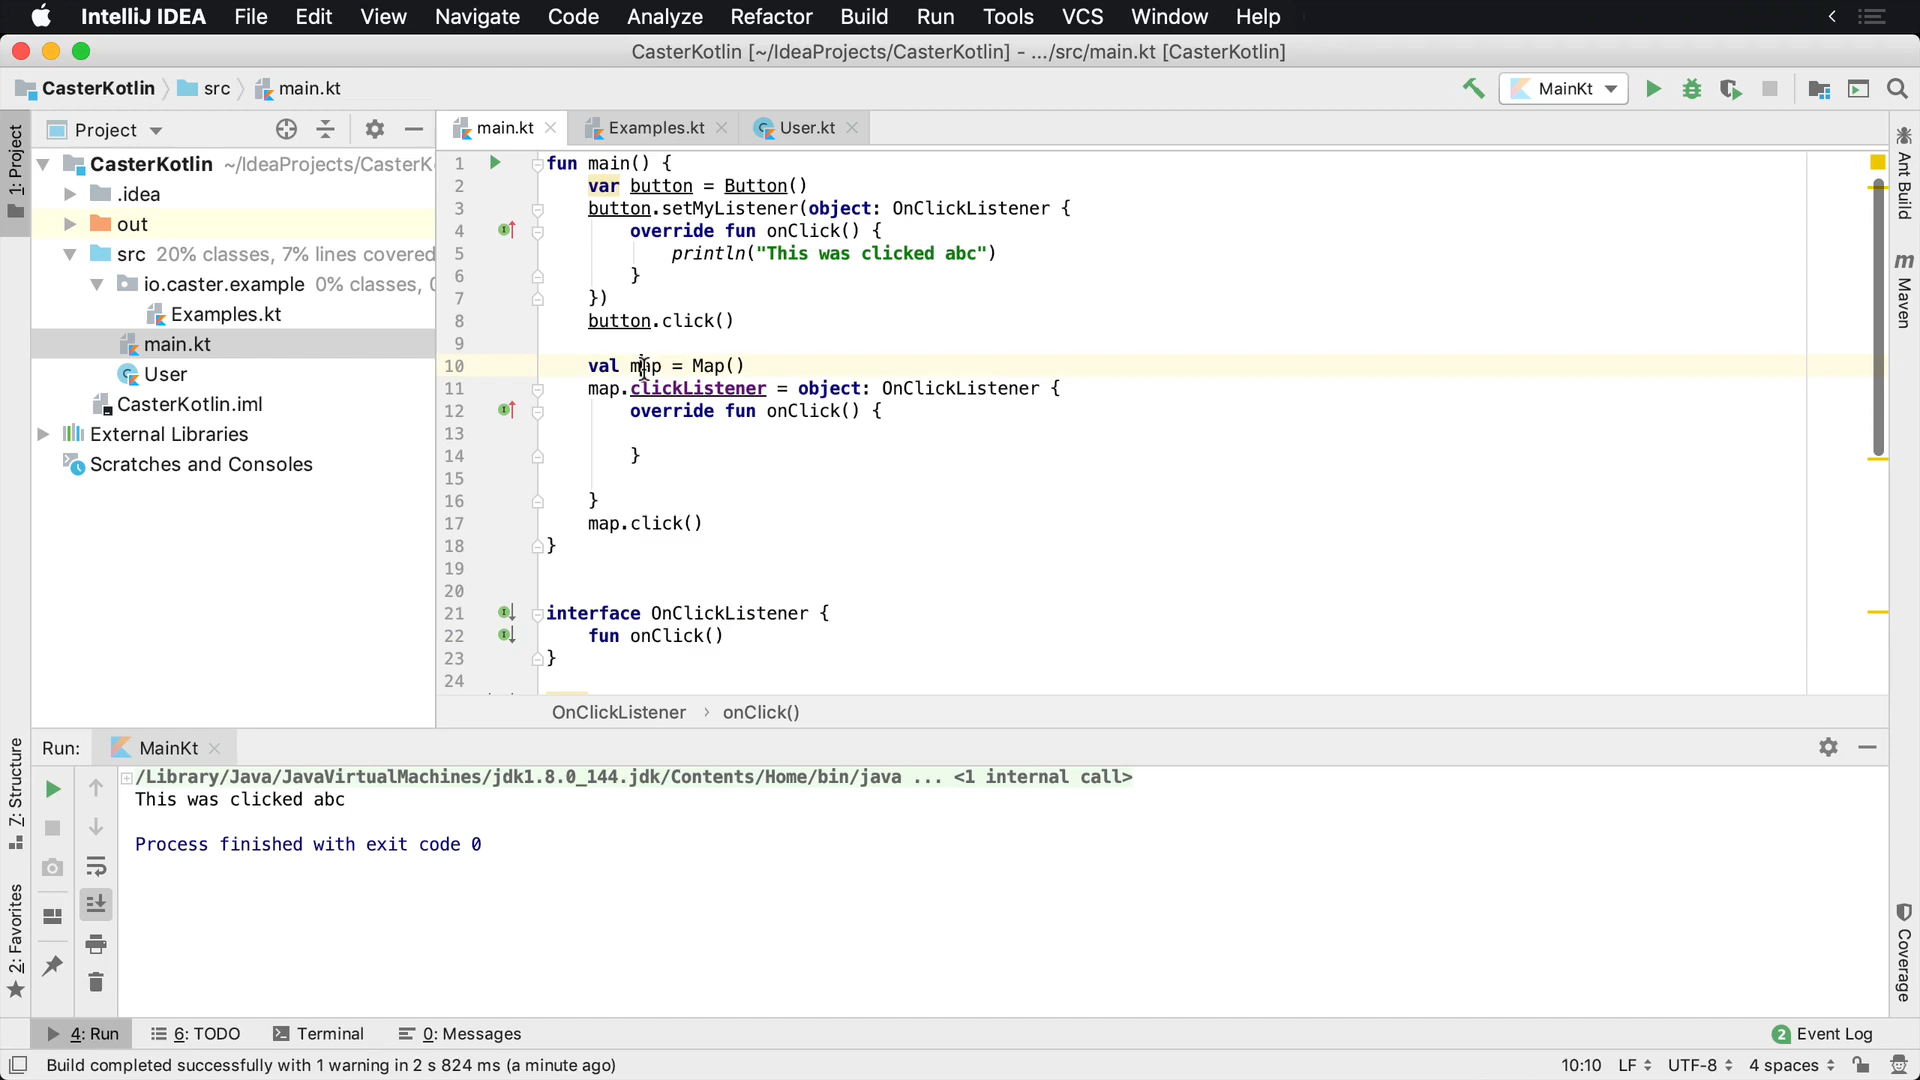 IntelliJ IDEA File Edit View Navigate Code Analyze Refactor Build Run Tools VCS Window Help
CasterKotlin [~/IdeaProjects/CasterKotlin] - .../src/main.kt [CasterKotlin]
CasterKotlin src main.kt MainKt
1: Project
Project
CasterKotlin ~/IdeaProjects/CasterK
.idea
out
src 20% classes, 7% lines covered
io.caster.example 0% classes,
Examples.kt
main.kt
User
CasterKotlin.iml
External Libraries
Scratches and Consoles
main.kt Examples.kt User.kt
1 fun main() {
2 var button = Button()
3 button.setMyListener(object: OnClickListener {
4 override fun onClick() {
5 println("This was clicked abc")
6 }
7 })
8 button.click()
9
10 val map = Map()
11 map.clickListener = object: OnClickListener {
12 override fun onClick() {
13
14 }
15
16 }
17 map.click()
18 }
19
20
21 interface OnClickListener {
22 fun onClick()
23 }
24
OnClickListener › onClick()
Ant Build
m Maven
Coverage
Z: Structure
2: Favorites
Run: MainKt
/Library/Java/JavaVirtualMachines/jdk1.8.0_144.jdk/Contents/Home/bin/java ... <1 internal call>
This was clicked abc
Process finished with exit code 0
4: Run 6: TODO Terminal 0: Messages 2 Event Log
Build completed successfully with 1 warning in 2 s 824 ms (a minute ago) 10:10 LF UTF-8 4 spaces